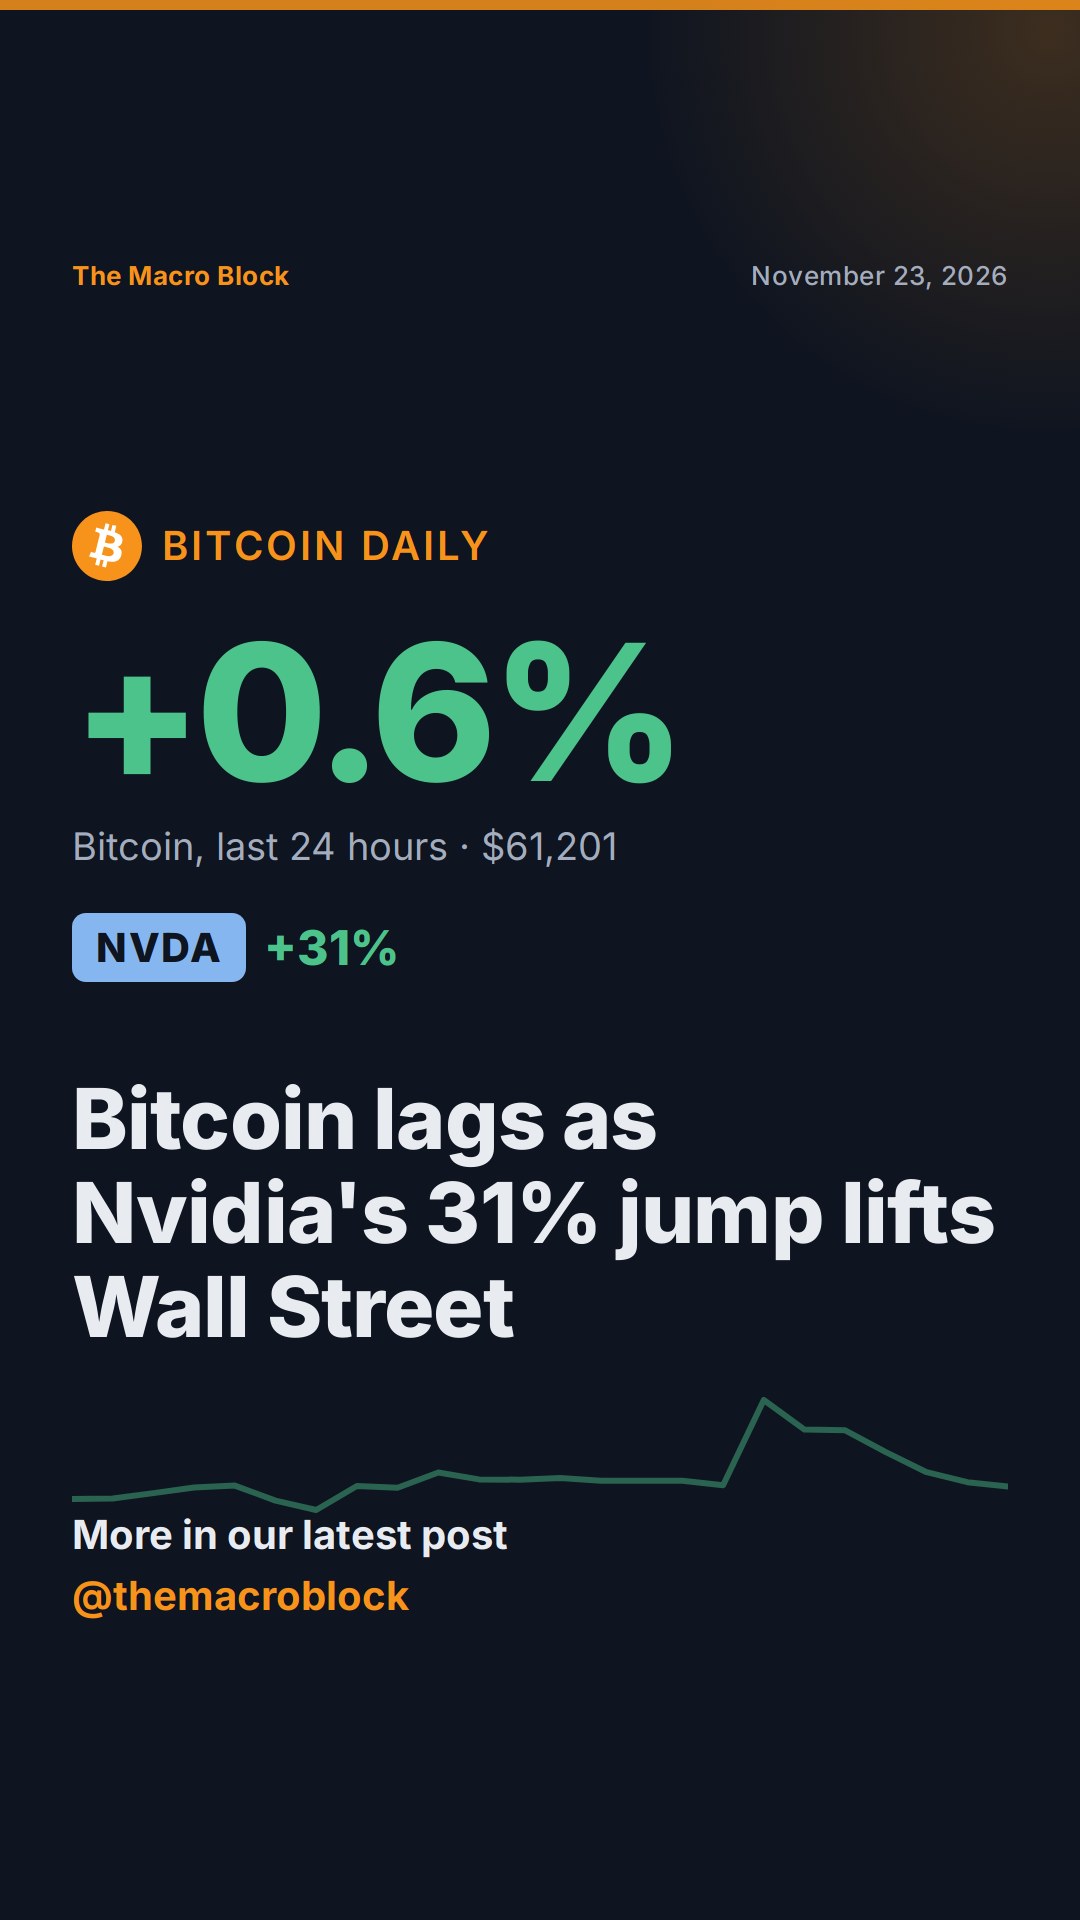 The Macro Block
November 23, 2026
₿ BITCOIN DAILY
+0.6%
Bitcoin, last 24 hours · $61,201
NVDA +31%
Bitcoin lags as
Nvidia's 31% jump lifts
Wall Street
More in our latest post
@themacroblock